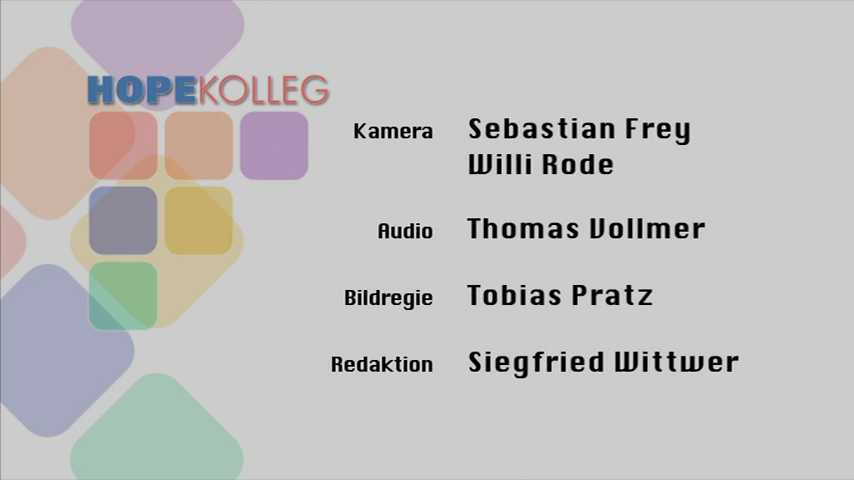 HOPEKOLLEG
Kamera Sebastian Frey
Willi Rode
Audio Thomas Vollmer
Bildregie Tobias Pratz
Redaktion Siegfried Wittwer